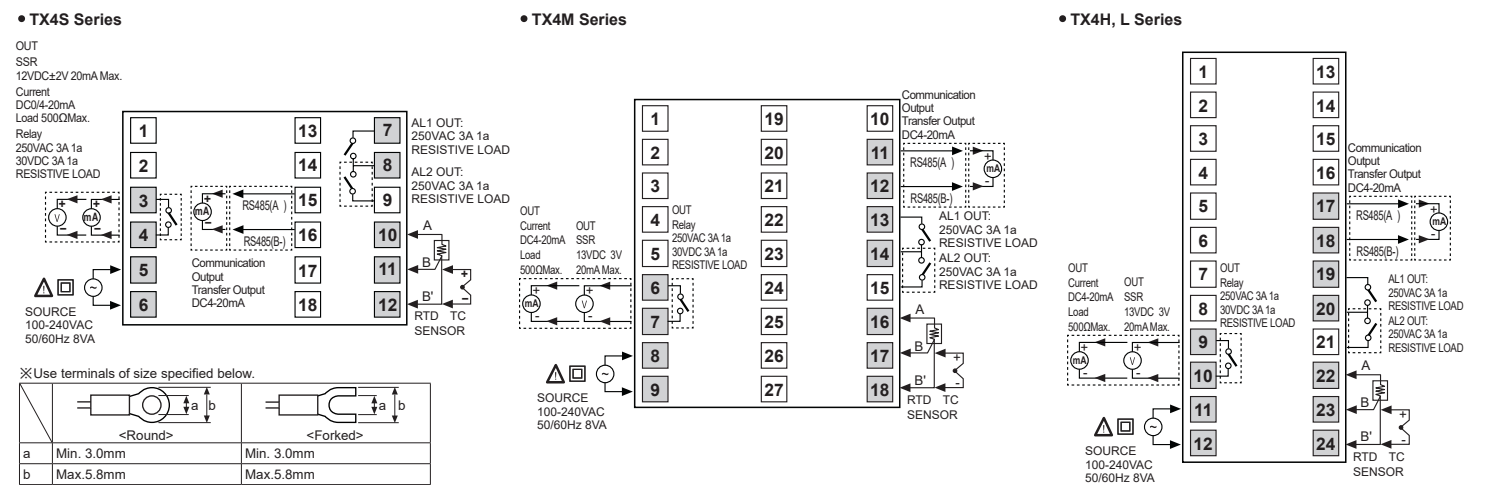 • TX4S Series
OUT
SSR
12VDC±2V 20mA Max.
Current
DC0/4-20mA
Load 500ΩMax.
Relay
250VAC 3A 1a
30VDC 3A 1a
RESISTIVE LOAD
1
2
3
4
5
6
13
14
15
16
17
18
7
8
9
10
11
12
V
mA
+
-
mA
+
-
RS485(A )
RS485(B-)
Communication
Output
Transfer Output
DC4-20mA
AL1 OUT:
250VAC 3A 1a
RESISTIVE LOAD
AL2 OUT:
250VAC 3A 1a
RESISTIVE LOAD
A
B
B'
+
-
RTD TC
SENSOR
SOURCE
100-240VAC
50/60Hz 8VA
※Use terminals of size specified below.
a b
a b
<Round>
<Forked>
a Min. 3.0mm Min. 3.0mm
b Max.5.8mm Max.5.8mm
• TX4M Series
1
2
3
4
5
6
7
8
9
19
20
21
22
23
24
25
26
27
10
11
12
13
14
15
16
17
18
OUT
Current
DC4-20mA
Load
500ΩMax.
OUT
SSR
13VDC 3V
20mA Max.
OUT
Relay
250VAC 3A 1a
30VDC 3A 1a
RESISTIVE LOAD
mA
V
+
-
Communication
Output
Transfer Output
DC4-20mA
RS485(A )
RS485(B-)
mA
+
-
AL1 OUT:
250VAC 3A 1a
RESISTIVE LOAD
AL2 OUT:
250VAC 3A 1a
RESISTIVE LOAD
A
B
B'
+
-
RTD TC
SENSOR
SOURCE
100-240VAC
50/60Hz 8VA
• TX4H, L Series
1
2
3
4
5
6
7
8
9
10
11
12
13
14
15
16
17
18
19
20
21
22
23
24
OUT
Current
DC4-20mA
Load
500ΩMax.
OUT
SSR
13VDC 3V
20mA Max.
OUT
Relay
250VAC 3A 1a
30VDC 3A 1a
RESISTIVE LOAD
mA
V
+
-
Communication
Output
Transfer Output
DC4-20mA
RS485(A )
RS485(B-)
mA
+
-
AL1 OUT:
250VAC 3A 1a
RESISTIVE LOAD
AL2 OUT:
250VAC 3A 1a
RESISTIVE LOAD
A
B
B'
+
-
RTD TC
SENSOR
SOURCE
100-240VAC
50/60Hz 8VA